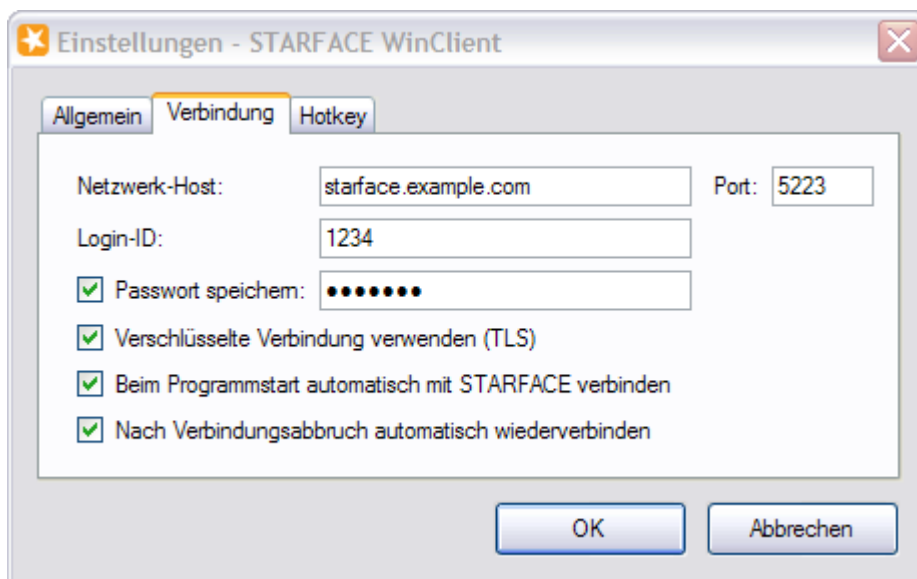 Einstellungen - STARFACE WinClient
Allgemein Verbindung Hotkey
Netzwerk-Host: starface.example.com Port: 5223
Login-ID: 1234
Passwort speichern: •••••••
Verschlüsselte Verbindung verwenden (TLS)
Beim Programmstart automatisch mit STARFACE verbinden
Nach Verbindungsabbruch automatisch wiederverbinden
OK Abbrechen